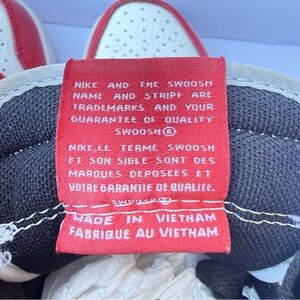 NIKE AND THE SWOOSH
NAME AND STRIPE ARE
TRADEMARKS AND YOUR
GUARANTEE OF QUALITY
SWOOSH®
NIKE, LE TERME SWOOSH
ET SON SIGLE SONT DES
MARQUES DEPOSEES ET
VOTRE GARANTIE DE QUALITE.
SWOOSH®
MADE IN VIETNAM
FABRIQUE AU VIETNAM